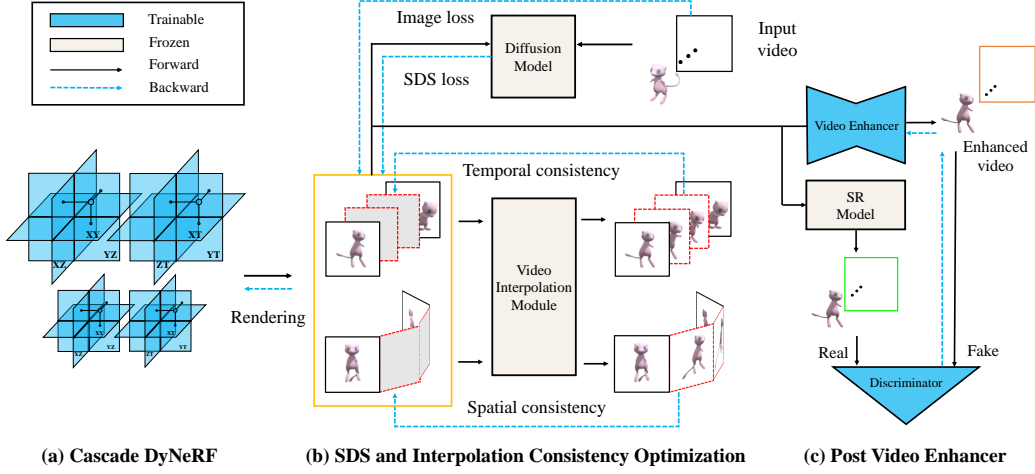 Trainable
Frozen
Forward
Backward
Image loss
SDS loss
Diffusion
Model
Input
video
Video Enhancer
Enhanced
video
SR
Model
Temporal consistency
Video
Interpolation
Module
Spatial consistency
XY
XZ
YZ
XT
ZT
YT
XY
XZ
YZ
XT
ZT
YT
Rendering
Real
Fake
Discriminator
(a) Cascade DyNeRF
(b) SDS and Interpolation Consistency Optimization
(c) Post Video Enhancer